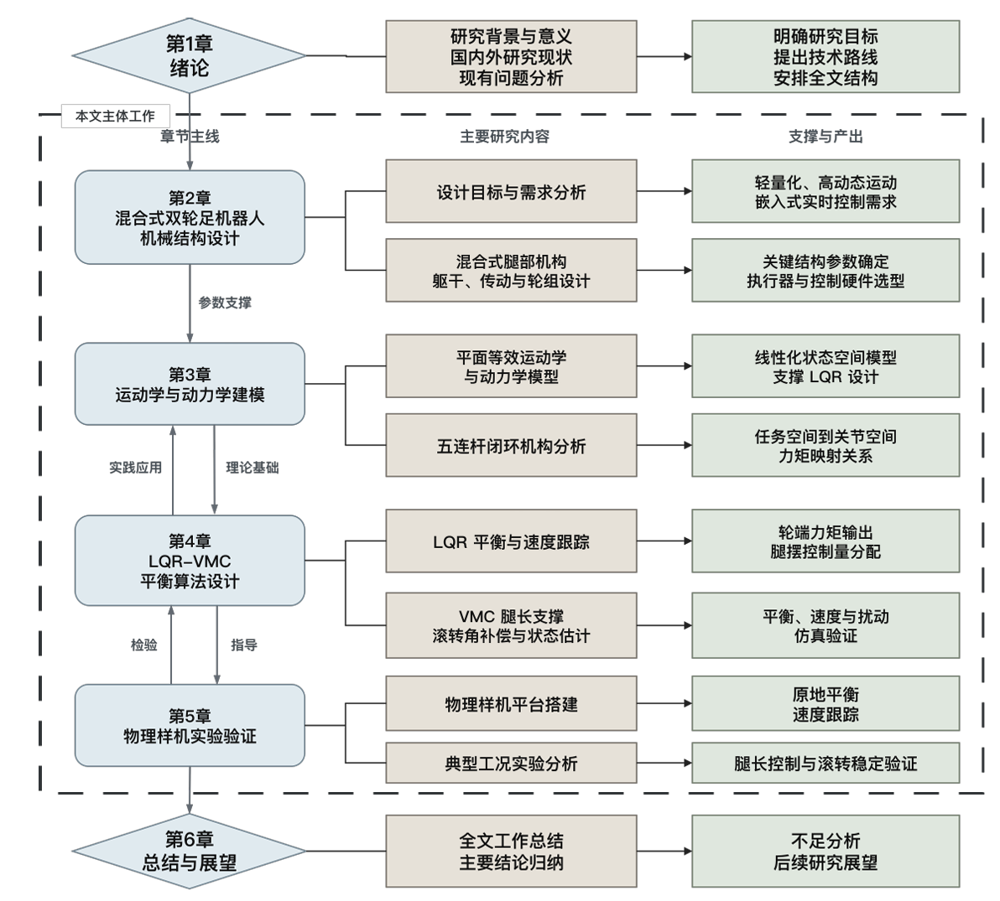 第1章
绪论
研究背景与意义
国内外研究现状
现有问题分析
明确研究目标
提出技术路线
安排全文结构
本文主体工作
章节主线
主要研究内容
支撑与产出
第2章
混合式双轮足机器人
机械结构设计
设计目标与需求分析
轻量化、高动态运动
嵌入式实时控制需求
混合式腿部机构
躯干、传动与轮组设计
关键结构参数确定
执行器与控制硬件选型
参数支撑
第3章
运动学与动力学建模
平面等效运动学
与动力学模型
线性化状态空间模型
支撑 LQR 设计
五连杆闭环机构分析
任务空间到关节空间
力矩映射关系
实践应用
理论基础
第4章
LQR-VMC
平衡算法设计
LQR 平衡与速度跟踪
轮端力矩输出
腿摆控制量分配
VMC 腿长支撑
滚转角补偿与状态估计
平衡、速度与扰动
仿真验证
检验
指导
第5章
物理样机实验验证
物理样机平台搭建
原地平衡
速度跟踪
典型工况实验分析
腿长控制与滚转稳定验证
第6章
总结与展望
全文工作总结
主要结论归纳
不足分析
后续研究展望